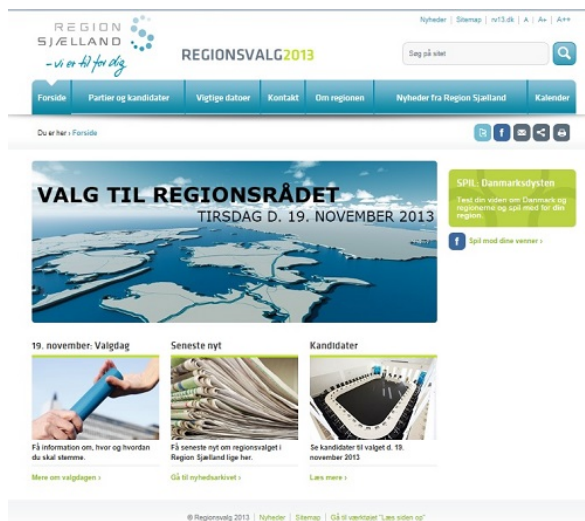 Nyheder | Sitemap | rv13.dk | A | A+ | A++
REGION
SJÆLLAND
- vi er til for dig
REGIONSVALG2013
Søg på sitet
Forside Partier og kandidater Vigtige datoer Kontakt Om regionen Nyheder fra Region Sjælland Kalender
Du er her › Forside
VALG TIL REGIONSRÅDET
TIRSDAG D. 19. NOVEMBER 2013
SPIL: Danmarksdysten
Test din viden om Danmark og
regionerne og spil med for din
region.
Spil mod dine venner ›
19. november: Valgdag
Få information om, hvor og hvordan
du skal stemme.
Mere om valgdagen ›
Seneste nyt
Få seneste nyt om regionsvalget i
Region Sjælland lige her.
Gå til nyhedsarkivet ›
Kandidater
Se kandidater til valget d. 19.
november 2013
Læs mere ›
© Regionsvalg 2013 | Nyheder | Sitemap | Gå til værktøjet "Læs siden op"